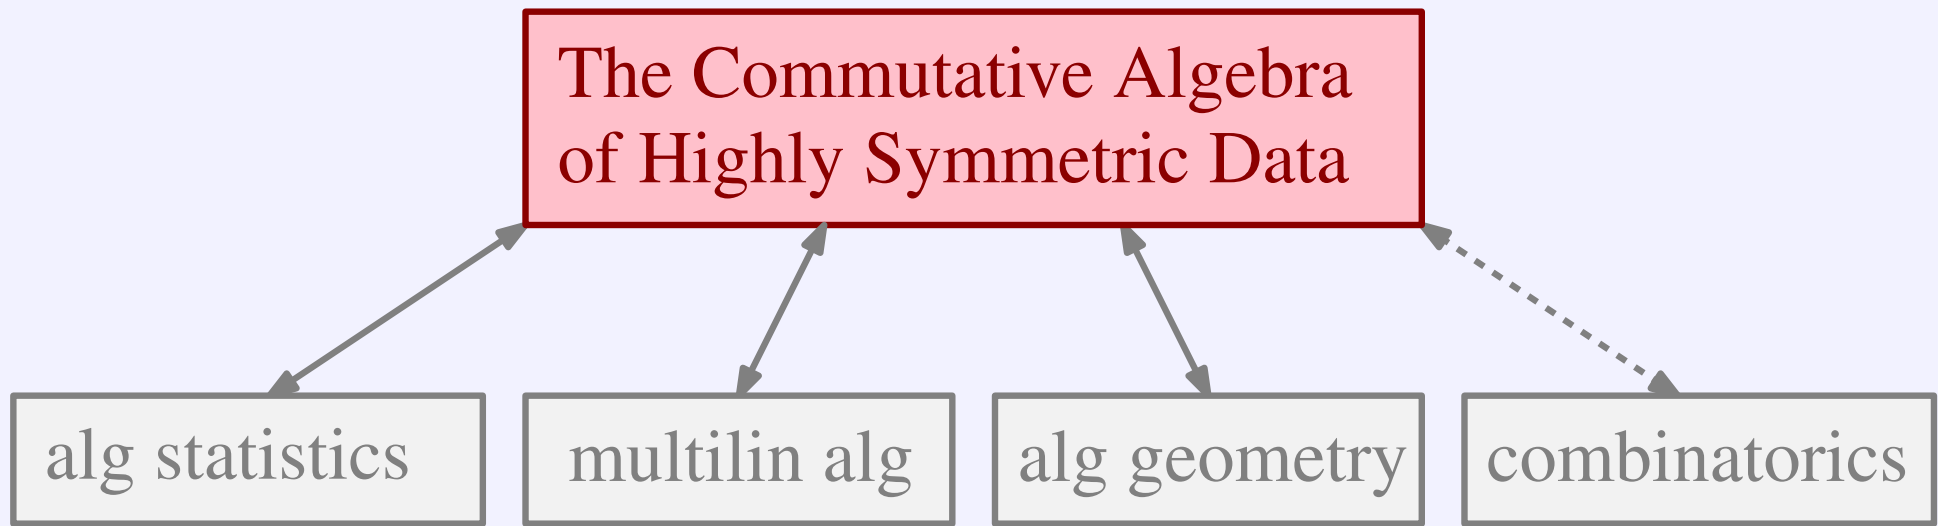 The Commutative Algebra
of Highly Symmetric Data
alg statistics
multilin alg
alg geometry
combinatorics